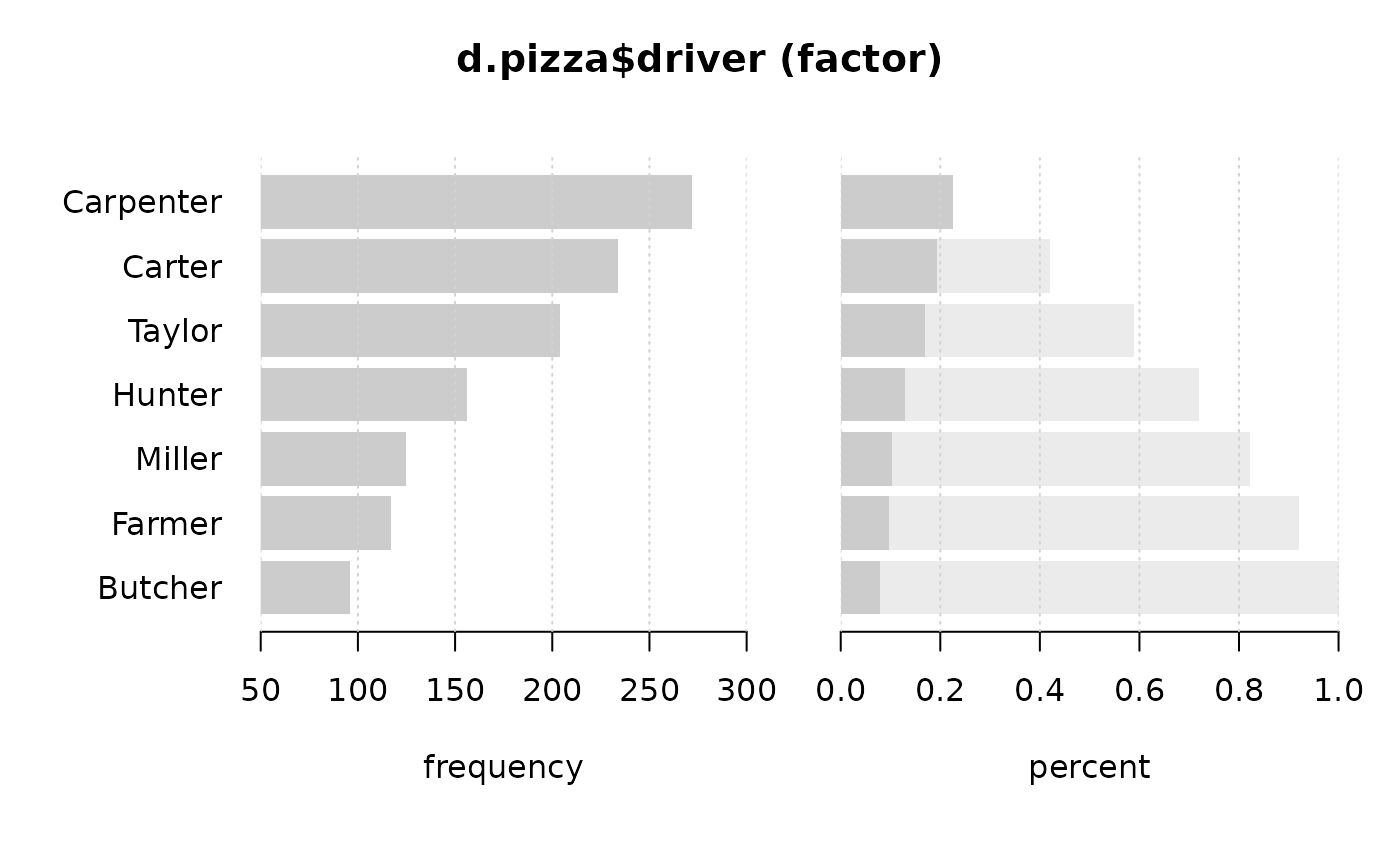 d.pizza$driver (factor)
Carpenter
Carter
Taylor
Hunter
Miller
Farmer
Butcher
50 100 150 200 250 300 0.0 0.2 0.4 0.6 0.8 1.0
frequency percent